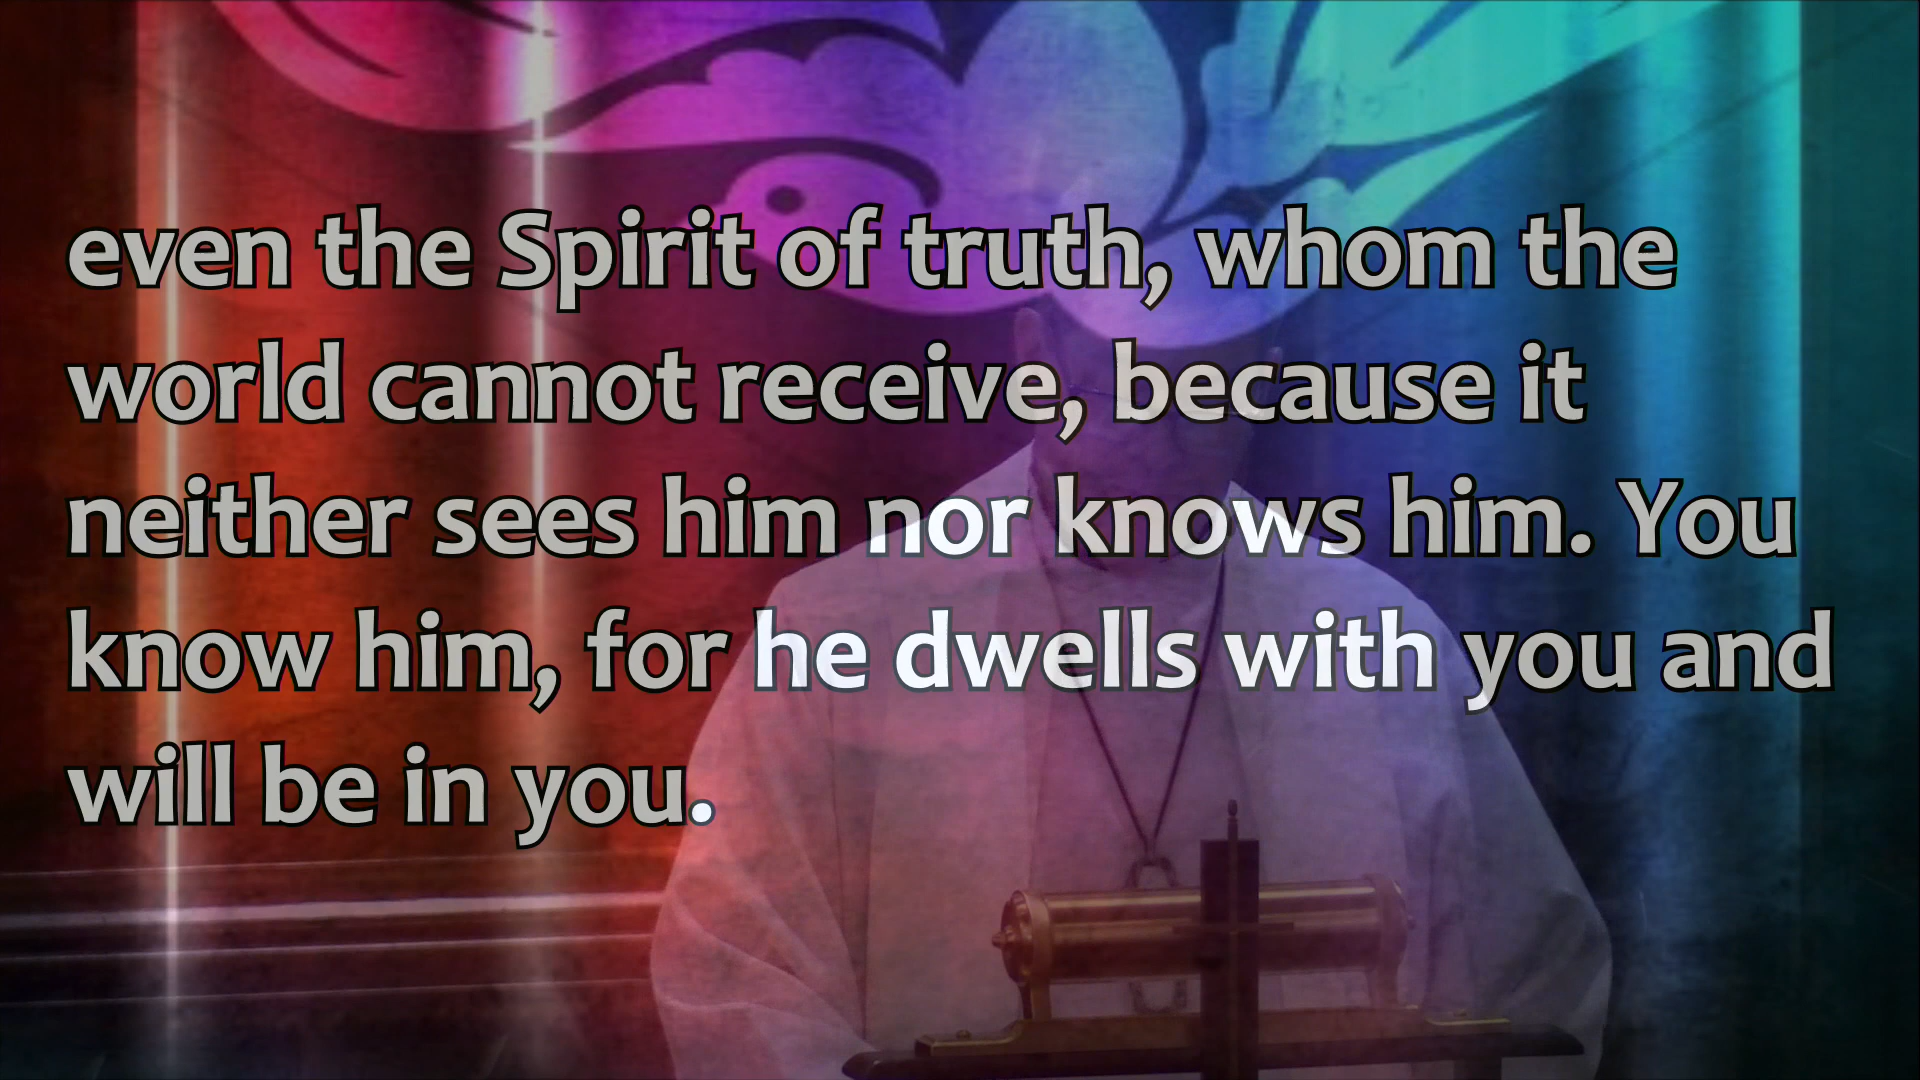 even the Spirit of truth, whom the
world cannot receive, because it
neither sees him nor knows him. You
know him, for he dwells with you and
will be in you.